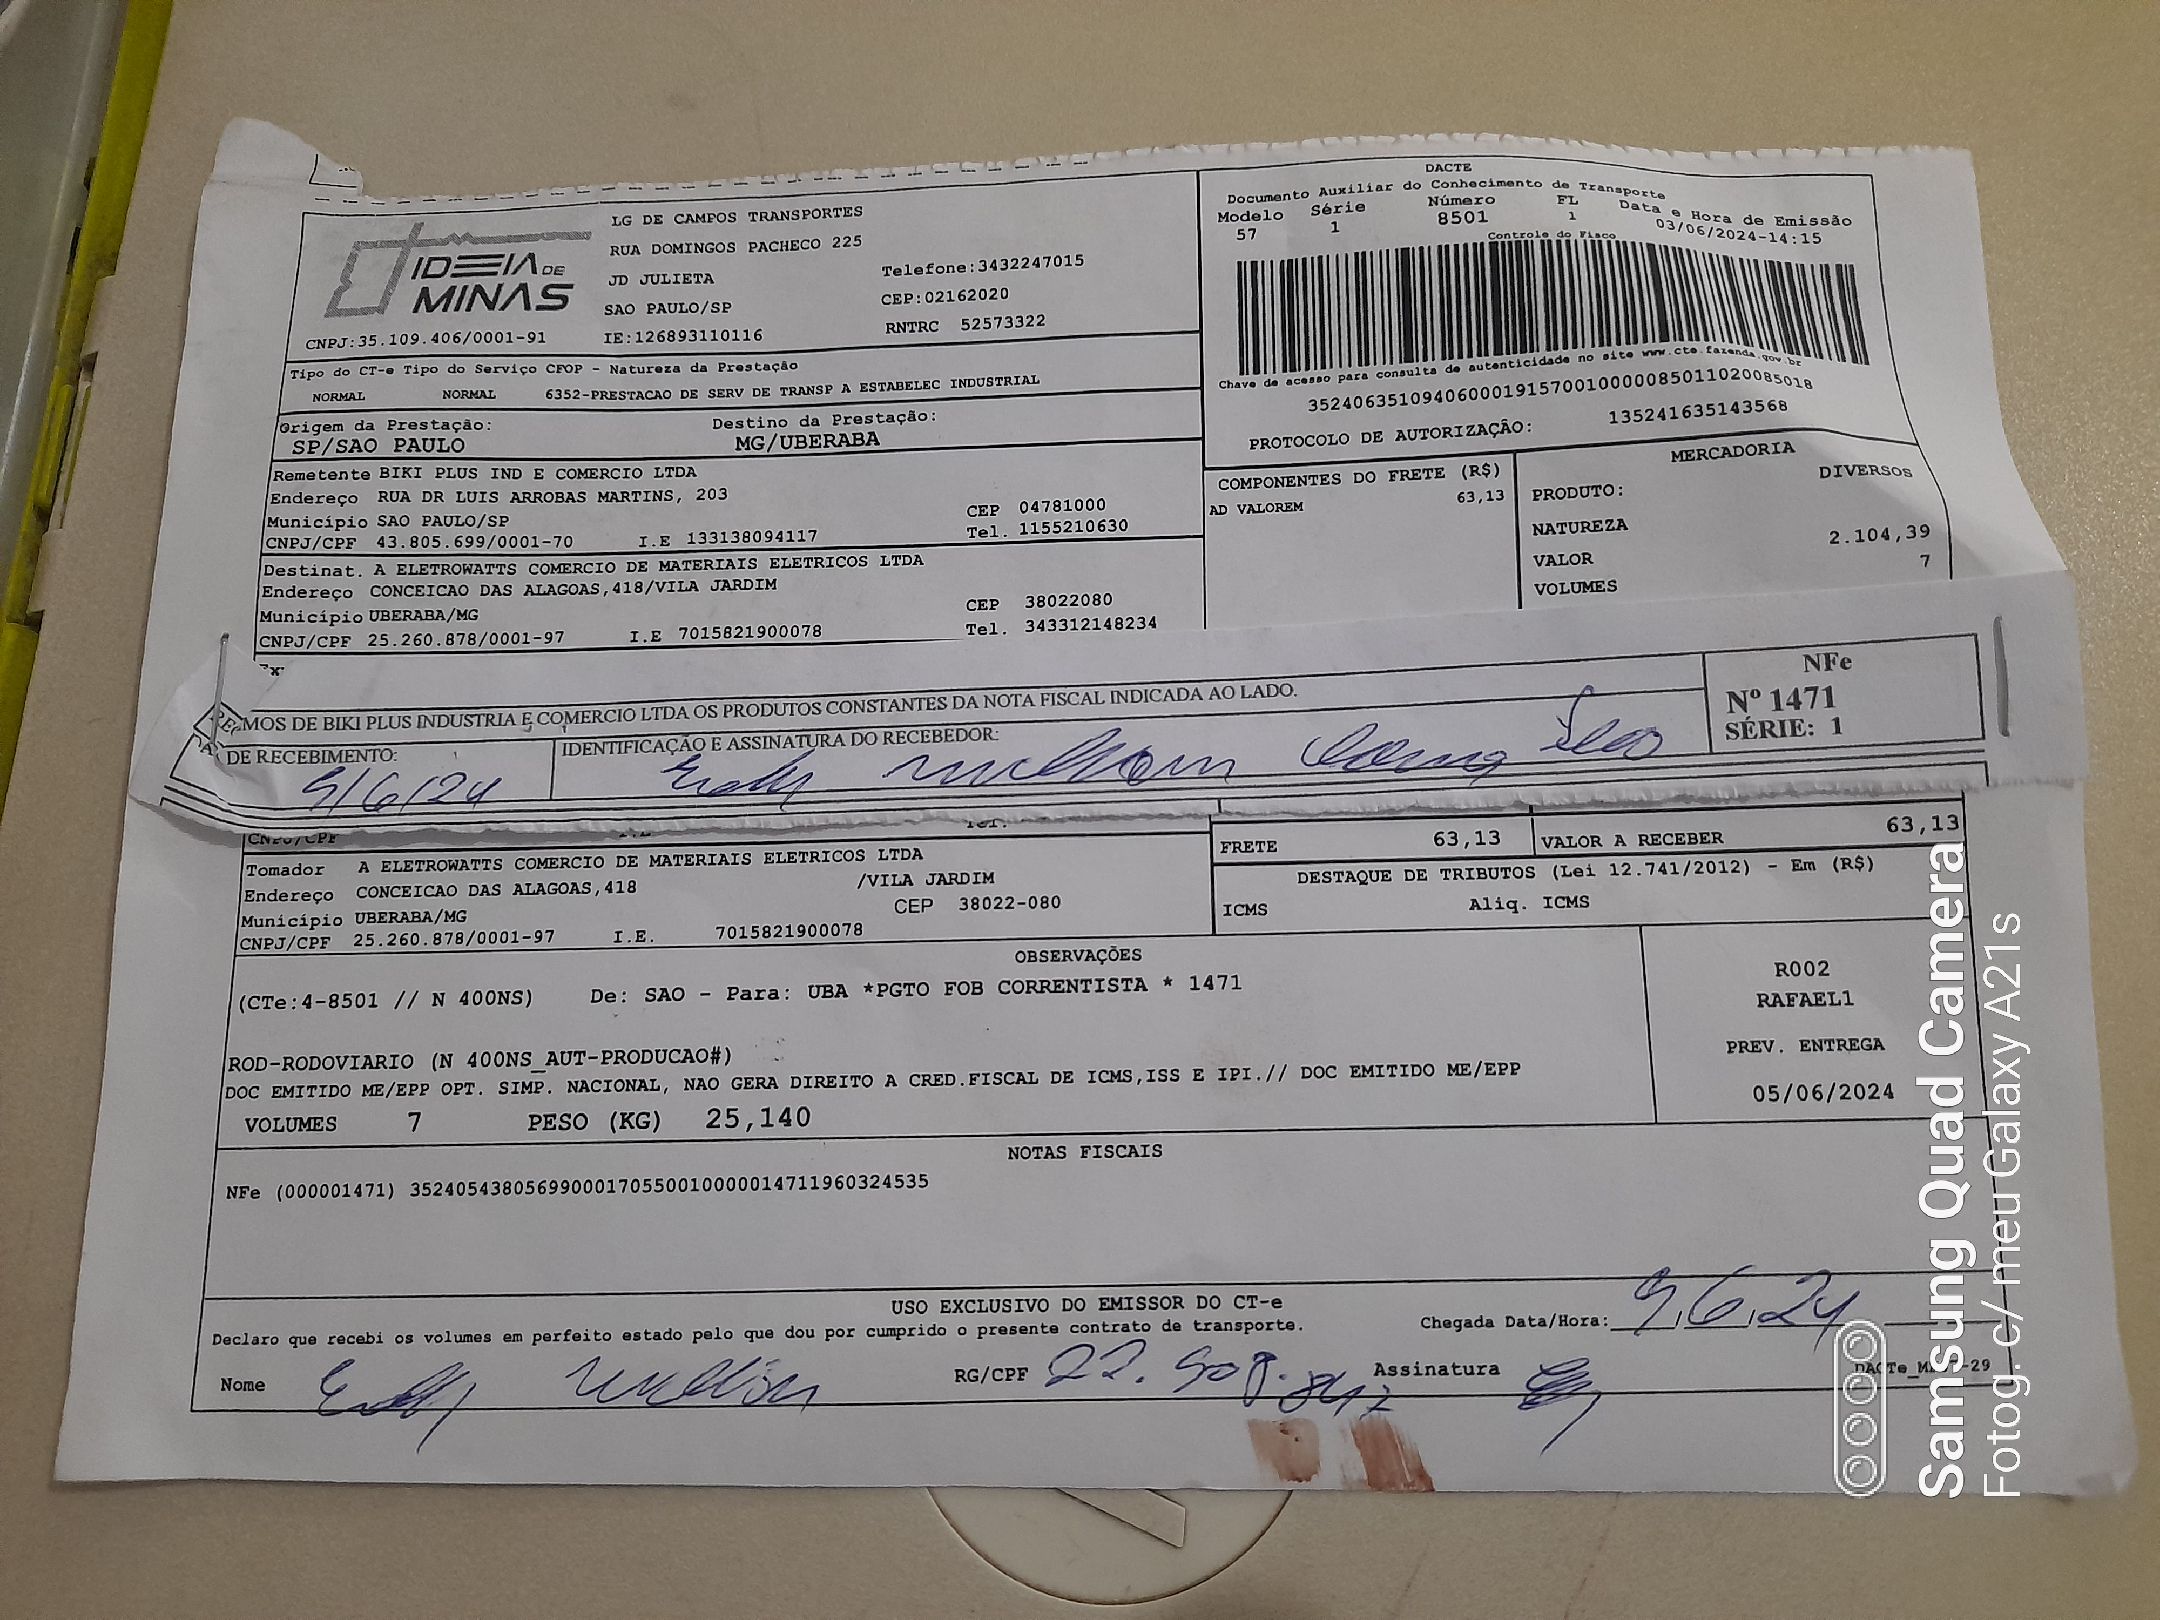 DACTE
Documento Auxiliar do Conhecimento de Transporte
Modelo Série Número FL Data e Hora de Emissão
57 1 8501 1 03/06/2024-14:15
Controle do Fisco
IDEIA DE
MINAS
LG DE CAMPOS TRANSPORTES
RUA DOMINGOS PACHECO 225
JD JULIETA Telefone:3432247015
SAO PAULO/SP CEP:02162020
CNPJ:35.109.406/0001-91 IE:126893110116 RNTRC 52573322
Chave de acesso para consulta de autenticidade no site www.cte.fazenda.gov.br
35240635109406000191570010000085011020085018
PROTOCOLO DE AUTORIZAÇÃO: 135241635143568
Tipo do CT-e Tipo do Serviço CFOP - Natureza da Prestação
NORMAL NORMAL 6352-PRESTACAO DE SERV DE TRANSP A ESTABELEC INDUSTRIAL
Origem da Prestação: Destino da Prestação:
SP/SAO PAULO MG/UBERABA
Remetente BIKI PLUS IND E COMERCIO LTDA
Endereço RUA DR LUIS ARROBAS MARTINS, 203
Município SAO PAULO/SP CEP 04781000
CNPJ/CPF 43.805.699/0001-70 I.E 133138094117 Tel. 1155210630
Destinat. A ELETROWATTS COMERCIO DE MATERIAIS ELETRICOS LTDA
Endereço CONCEICAO DAS ALAGOAS,418/VILA JARDIM
Município UBERABA/MG CEP 38022080
CNPJ/CPF 25.260.878/0001-97 I.E 7015821900078 Tel. 343312148234
COMPONENTES DO FRETE (R$)
AD VALOREM 63,13
MERCADORIA
PRODUTO: DIVERSOS
NATUREZA
VALOR 2.104,39
VOLUMES 7
MOS DE BIKI PLUS INDUSTRIA E COMERCIO LTDA OS PRODUTOS CONSTANTES DA NOTA FISCAL INDICADA AO LADO.
DE RECEBIMENTO: IDENTIFICAÇÃO E ASSINATURA DO RECEBEDOR:
NFe
Nº 1471
SÉRIE: 1
CNPJ/CPF
Tomador A ELETROWATTS COMERCIO DE MATERIAIS ELETRICOS LTDA
Endereço CONCEICAO DAS ALAGOAS,418 /VILA JARDIM
Município UBERABA/MG CEP 38022-080
CNPJ/CPF 25.260.878/0001-97 I.E. 7015821900078
FRETE 63,13 VALOR A RECEBER 63,13
DESTAQUE DE TRIBUTOS (Lei 12.741/2012) - Em (R$)
ICMS Aliq. ICMS
OBSERVAÇÕES
(CTe:4-8501 // N 400NS) De: SAO - Para: UBA *PGTO FOB CORRENTISTA * 1471
ROD-RODOVIARIO (N 400NS_AUT-PRODUCAO#)
DOC EMITIDO ME/EPP OPT. SIMP. NACIONAL, NAO GERA DIREITO A CRED.FISCAL DE ICMS,ISS E IPI.// DOC EMITIDO ME/EPP
VOLUMES 7 PESO (KG) 25,140
R002
RAFAEL1
PREV. ENTREGA
05/06/2024
NOTAS FISCAIS
NFe (000001471) 35240543805699000170550010000014711960324535
USO EXCLUSIVO DO EMISSOR DO CT-e
Declaro que recebi os volumes em perfeito estado pelo que dou por cumprido o presente contrato de transporte.
Chegada Data/Hora:
Nome RG/CPF Assinatura
Samsung Quad Camera
Fotog. c/ meu Galaxy A21s